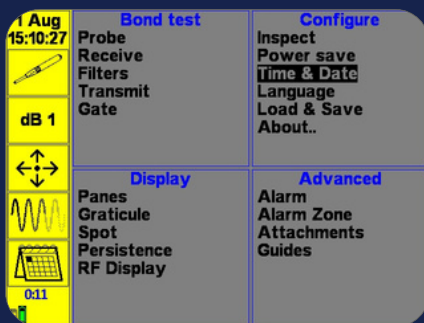 1 Aug
15:10:27
dB 1
0:11
Bond test
Probe
Receive
Filters
Transmit
Gate
Configure
Inspect
Power save
Time & Date
Language
Load & Save
About..
Display
Panes
Graticule
Spot
Persistence
RF Display
Advanced
Alarm
Alarm Zone
Attachments
Guides